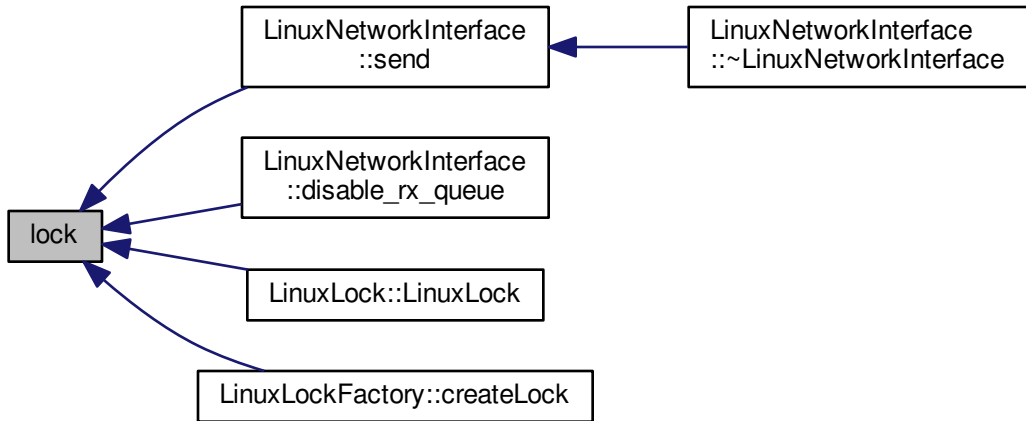 LinuxNetworkInterface
::send
LinuxNetworkInterface
::~LinuxNetworkInterface
LinuxNetworkInterface
::disable_rx_queue
lock
LinuxLock::LinuxLock
LinuxLockFactory::createLock